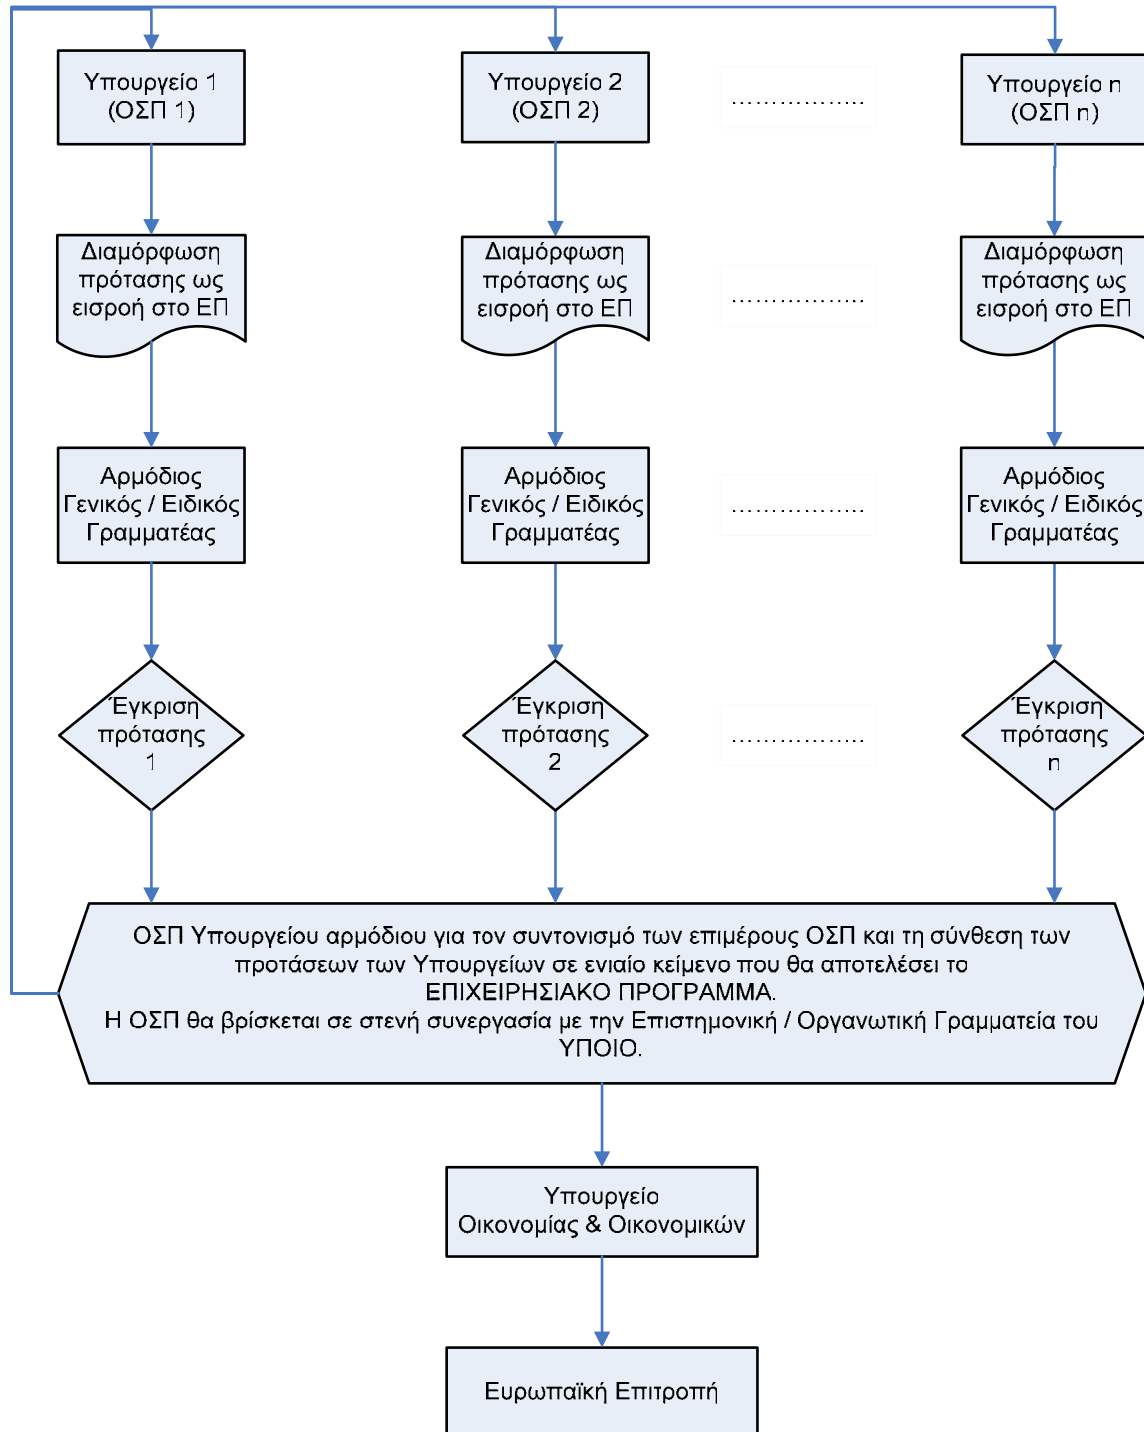 Υπουργείο 1
(ΟΣΠ 1)
Υπουργείο 2
(ΟΣΠ 2)
................
Υπουργείο n
(ΟΣΠ n)
Διαμόρφωση
πρότασης ως
εισροή στο ΕΠ
Διαμόρφωση
πρότασης ως
εισροή στο ΕΠ
................
Διαμόρφωση
πρότασης ως
εισροή στο ΕΠ
Αρμόδιος
Γενικός / Ειδικός
Γραμματέας
Αρμόδιος
Γενικός / Ειδικός
Γραμματέας
................
Αρμόδιος
Γενικός / Ειδικός
Γραμματέας
Έγκριση
πρότασης
1
Έγκριση
πρότασης
2
................
Έγκριση
πρότασης
n
ΟΣΠ Υπουργείου αρμόδιου για τον συντονισμό των επιμέρους ΟΣΠ και τη σύνθεση των
προτάσεων των Υπουργείων σε ενιαίο κείμενο που θα αποτελέσει το
ΕΠΙΧΕΙΡΗΣΙΑΚΟ ΠΡΟΓΡΑΜΜΑ.
Η ΟΣΠ θα βρίσκεται σε στενή συνεργασία με την Επιστημονική / Οργανωτική Γραμματεία του
ΥΠΟΙΟ.
Υπουργείο
Οικονομίας & Οικονομικών
Ευρωπαϊκή Επιτροπή